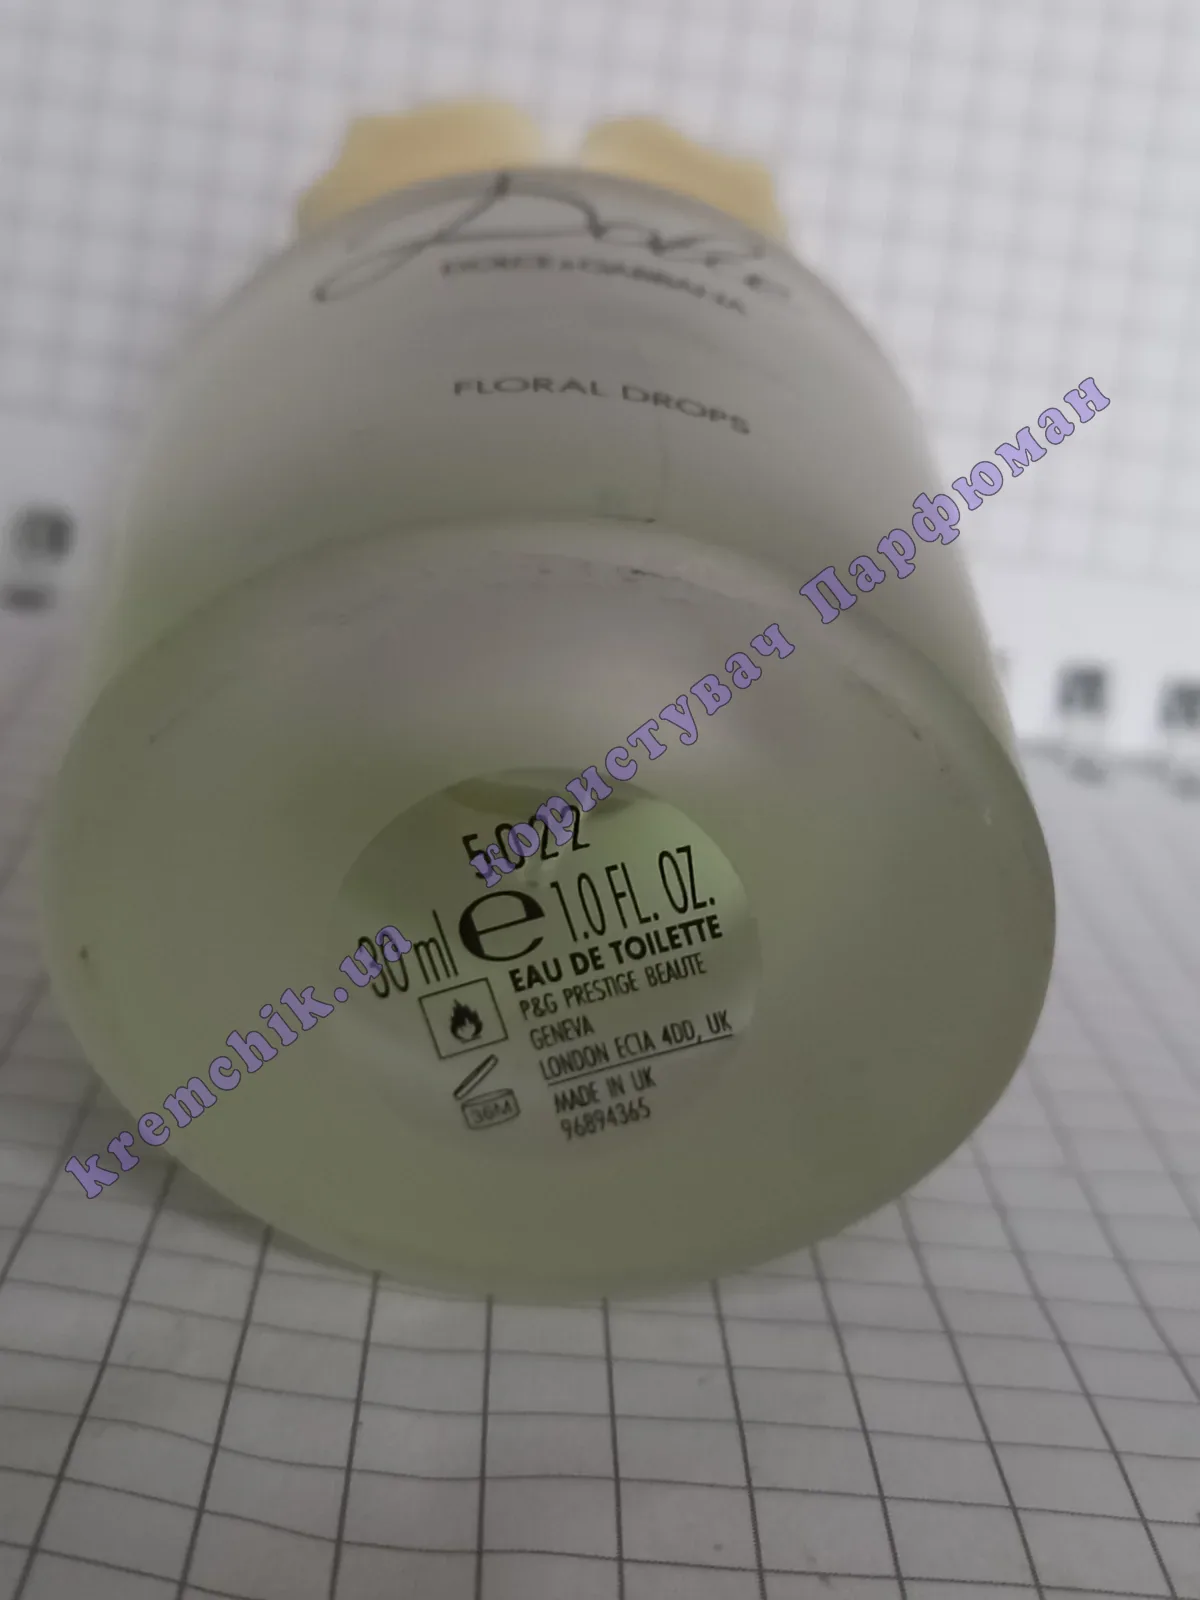 Dolce
DOLCE & GABBANA
FLORAL DROPS
5022
30 ml e 1.0 FL. OZ.
EAU DE TOILETTE
P&G PRESTIGE BEAUTE
GENEVA
LONDON EC1A 4DD, UK
MADE IN UK
96894365
36M
kremchik.ua користувач Парфюман